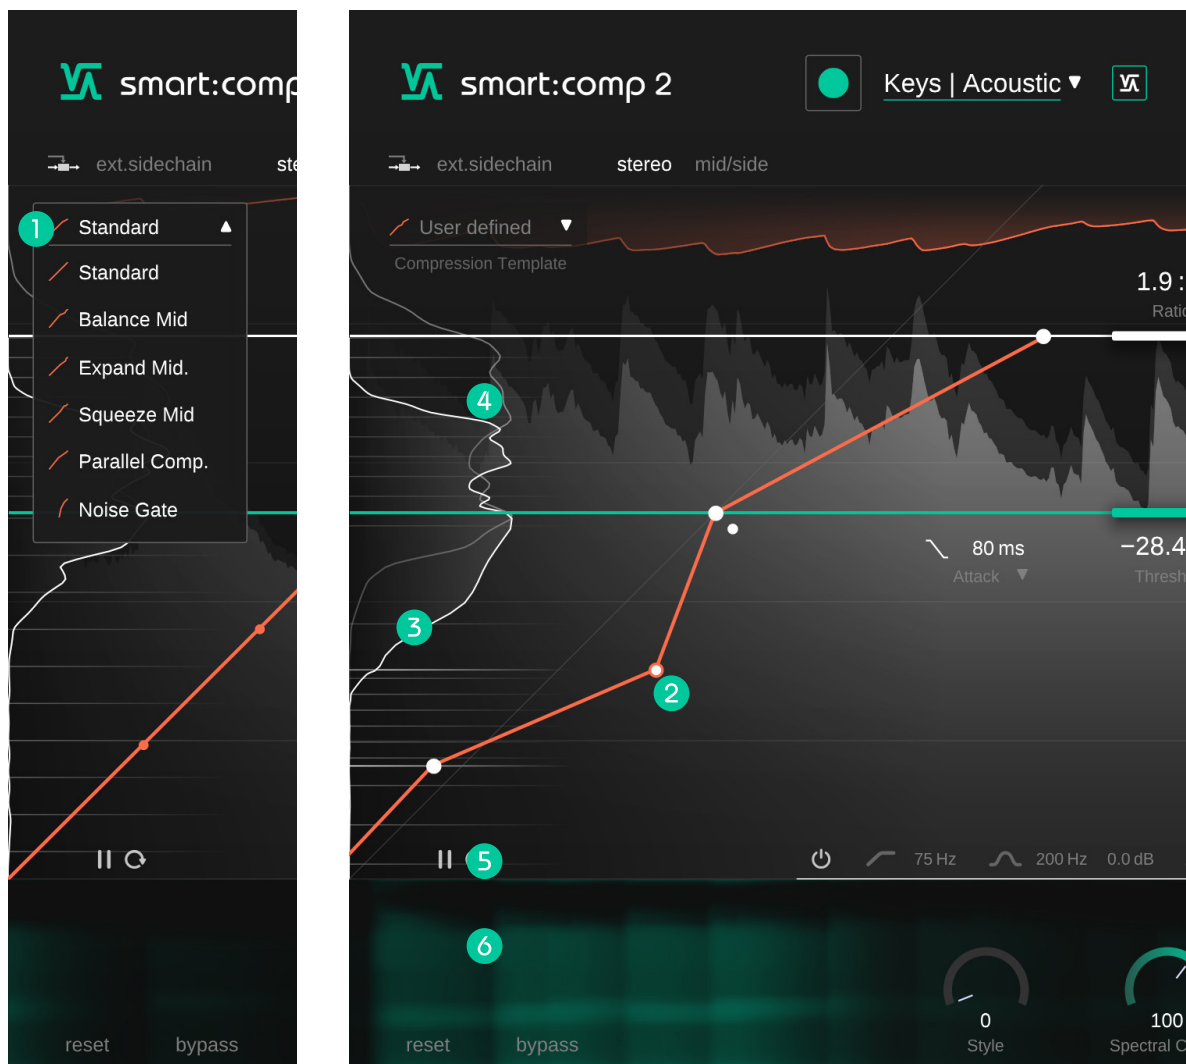 smart:comp
ext.sidechain
1
Standard
Standard
Balance Mid
Expand Mid.
Squeeze Mid
Parallel Comp.
Noise Gate
reset bypass
smart:comp 2 Keys | Acoustic
ext.sidechain stereo mid/side
User defined
Compression Template
1.9 :
4
80 ms −28.4
Attack
3
2
5 75 Hz 200 Hz 0.0 dB
6
0 100
reset bypass Style Spectral